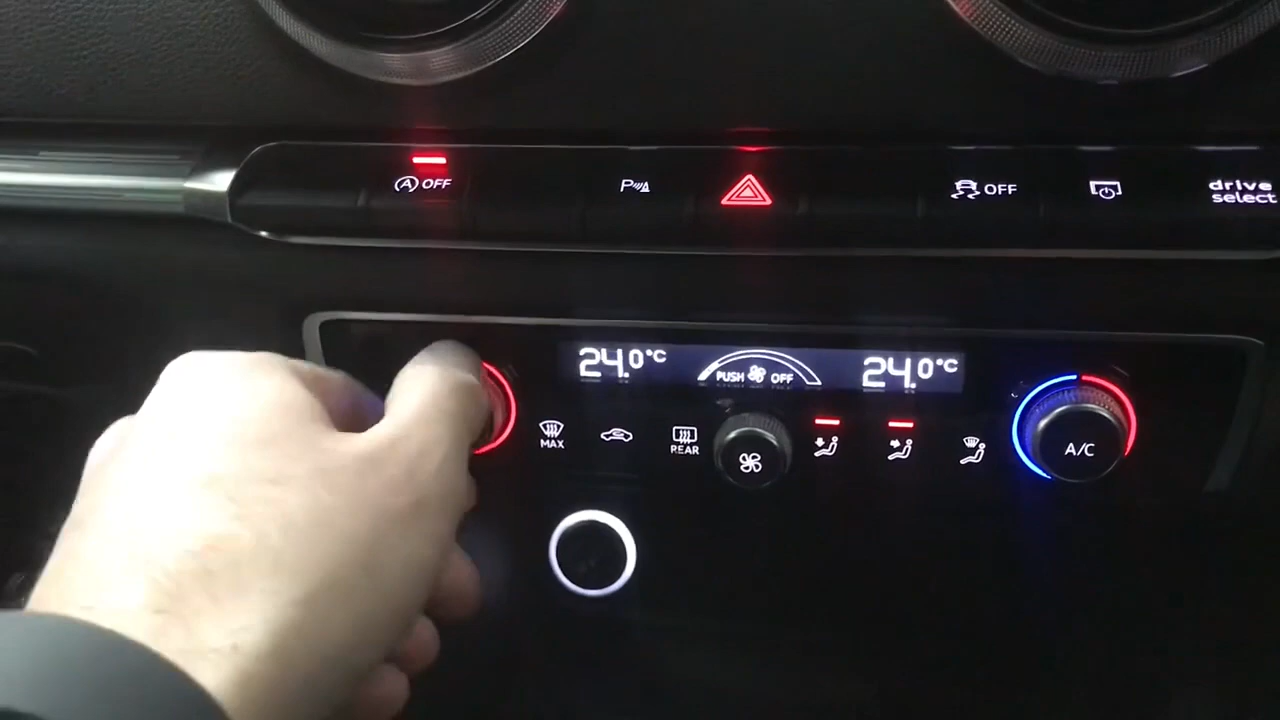 A OFF
P
OFF
drive
select
24.0°C
PUSH OFF
24.0°C
MAX
REAR
A/C